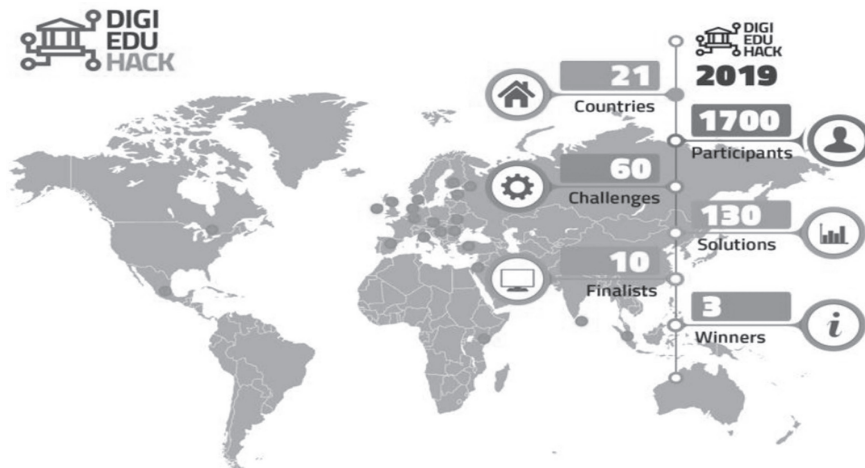 DIGI
EDU
HACK
DIGI
EDU
HACK
2019
21
Countries
1700
Participants
60
Challenges
130
Solutions
10
Finalists
3
Winners
i